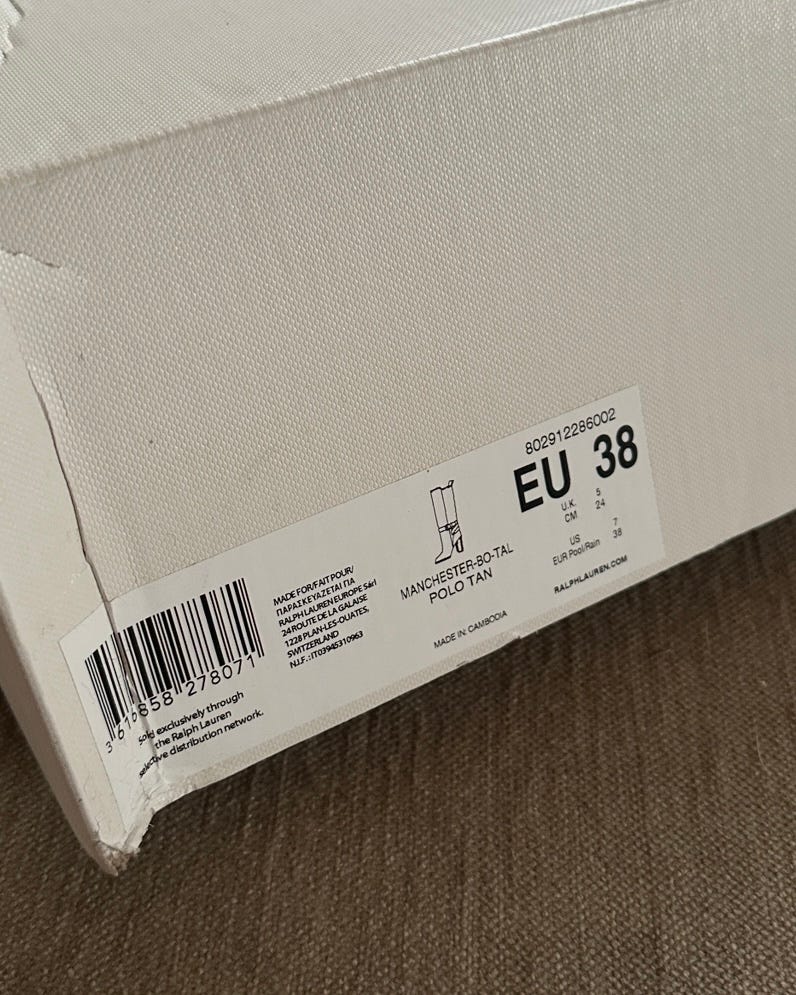 802912286002
EU 38
U.K. 5
CM 24
US 7
EUR Pool/Rain 38
RALPHLAUREN.COM
MANCHESTER-BO-TAL
POLO TAN
MADE IN: CAMBODIA
MADE FOR/FAIT POUR/
ΠΑΡΑΣΚΕΥΑΖΕΤΑΙ ΓΙΑ
RALPH LAUREN EUROPE Sàrl
24 ROUTE DE LA GALAISE
1228 PLAN-LES-OUATES,
SWITZERLAND
N.I.F. : IT03945310963
3 616858 278071
Sold exclusively through
the Ralph Lauren
selective distribution network.